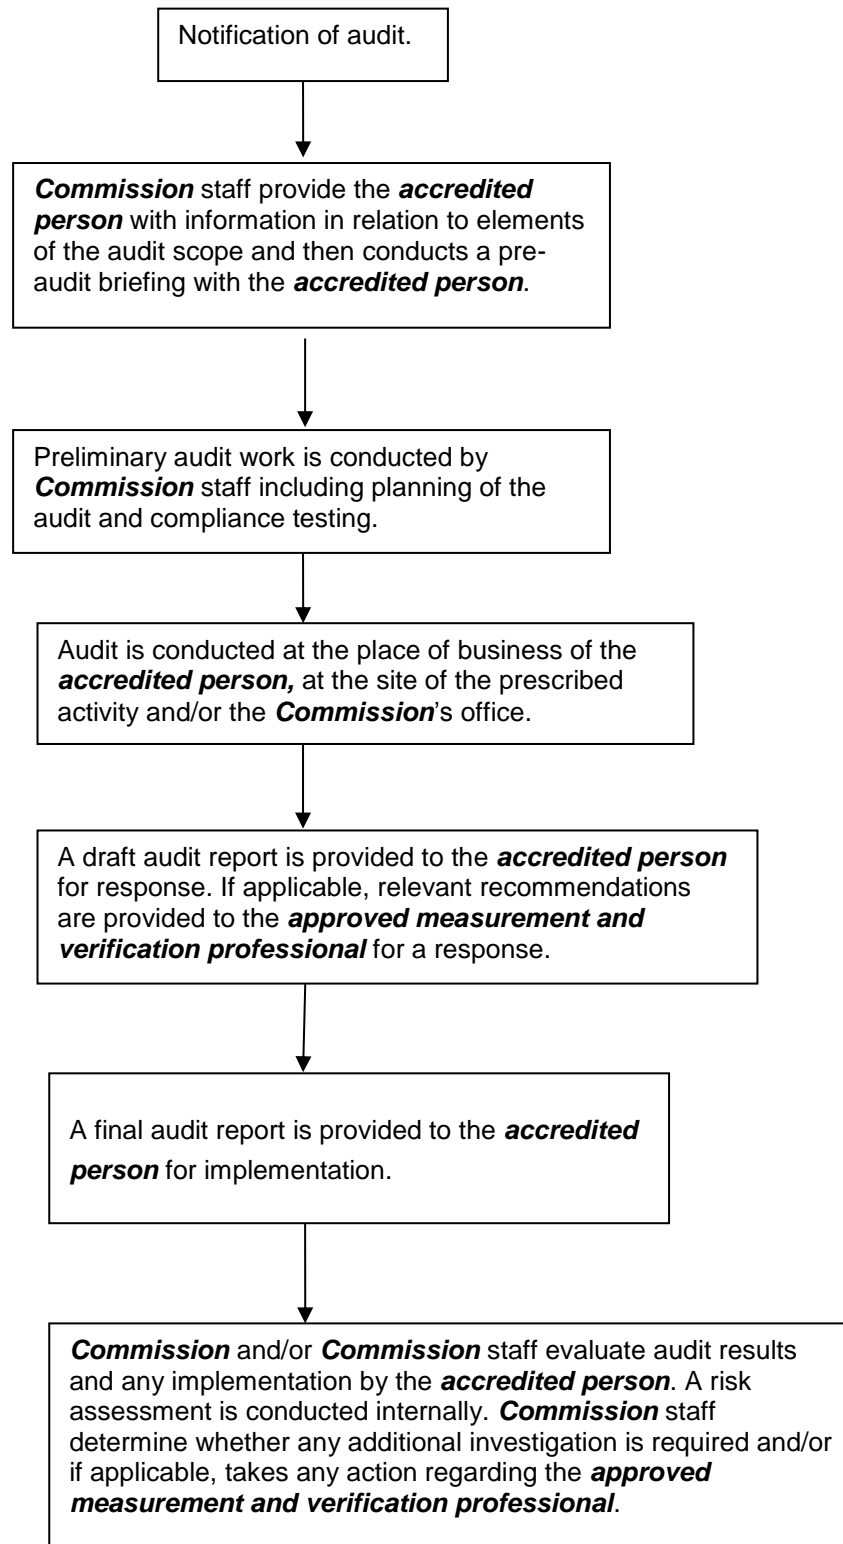 Notification of audit.
Commission staff provide the accredited
person with information in relation to elements
of the audit scope and then conducts a pre-
audit briefing with the accredited person.
Preliminary audit work is conducted by
Commission staff including planning of the
audit and compliance testing.
Audit is conducted at the place of business of the
accredited person, at the site of the prescribed
activity and/or the Commission's office.
A draft audit report is provided to the accredited person
for response. If applicable, relevant recommendations
are provided to the approved measurement and
verification professional for a response.
A final audit report is provided to the accredited
person for implementation.
Commission and/or Commission staff evaluate audit results
and any implementation by the accredited person. A risk
assessment is conducted internally. Commission staff
determine whether any additional investigation is required and/or
if applicable, takes any action regarding the approved
measurement and verification professional.